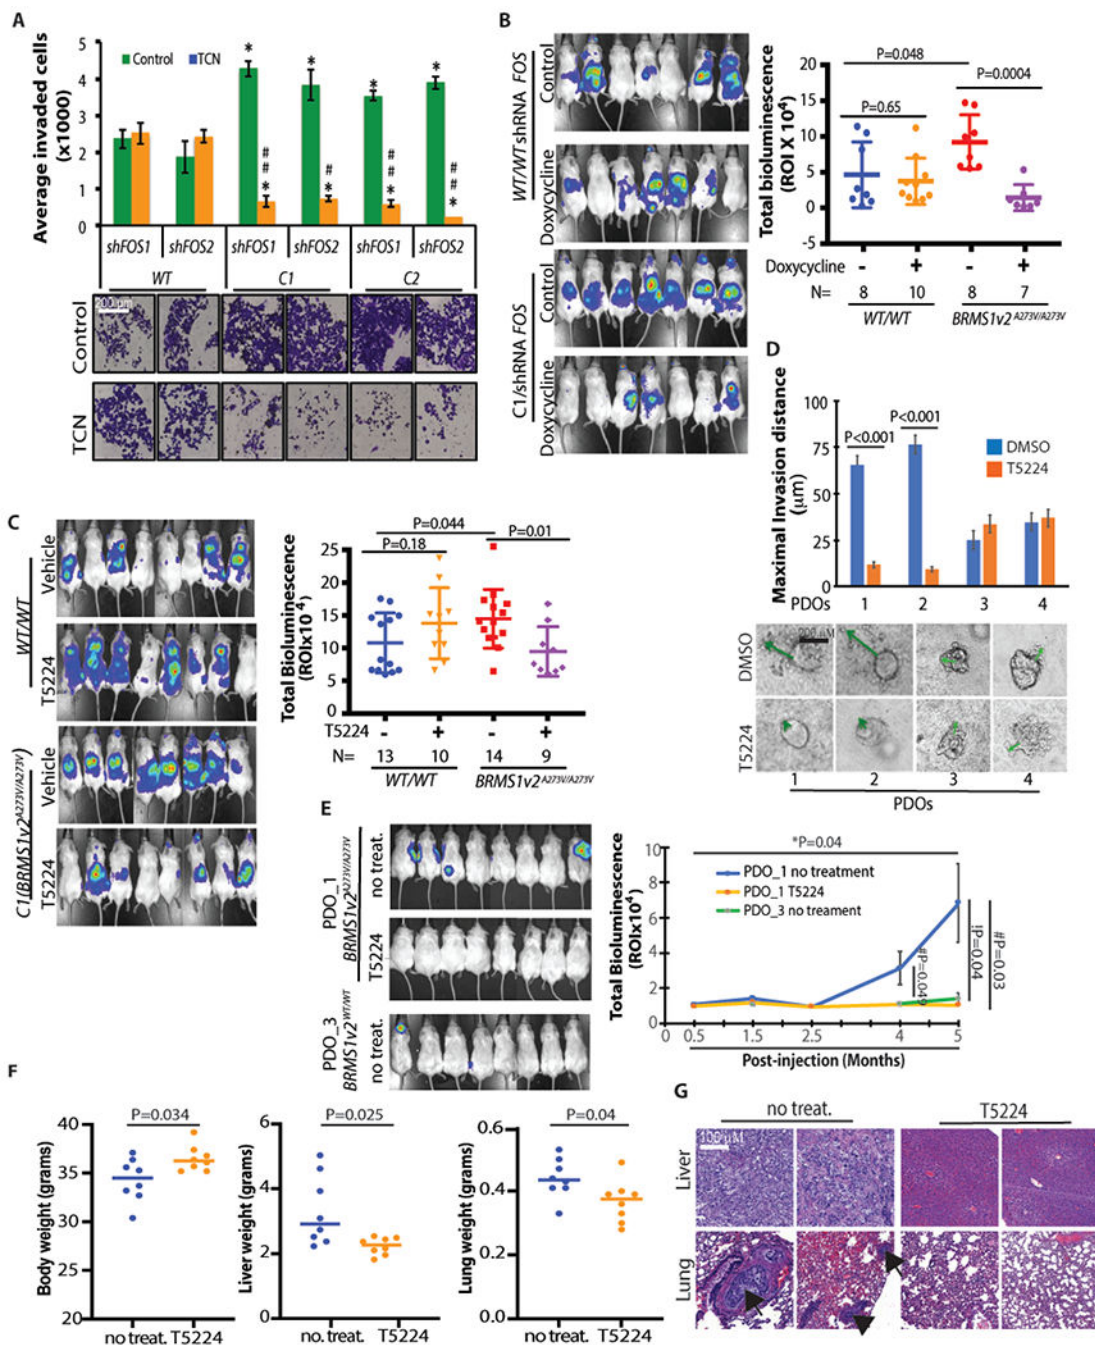 A
Average invaded cells
(x1000)
5
4
3
2
1
0
Control
TCN
* * * *
# # *
# *
# # *
# # *
shFOS1 shFOS2 shFOS1 shFOS2 shFOS1 shFOS2
WT C1 C2
Control
200 µm
TCN
B
WT/WT shRNA FOS
Control
Doxycycline
C1/shRNA FOS
Control
Doxycycline
Total bioluminescence
(ROI X 10⁴)
20
15
10
5
0
-5
P=0.048
P=0.65
P=0.0004
Doxycycline - + - +
N= 8 10 8 7
WT/WT BRMS1v2 A273V/A273V
C
WT/WT
Vehicle
T5224
C1(BRMS1v2A273V/A273V)
Vehicle
T5224
Total Bioluminescence
(ROIx10⁴)
25
20
15
10
5
0
P=0.044
P=0.18
P=0.01
T5224 - + - +
N= 13 10 14 9
WT/WT BRMS1v2 A273V/A273V
D
Maximal Invasion distance
(µm)
100
75
50
25
0
P<0.001
P<0.001
DMSO
T5224
PDOs 1 2 3 4
DMSO
T5224
1 2 3 4
PDOs
E
PDO_1
BRMS1v2A273V/A273V
no treat.
T5224
PDO_3
BRMS1v2WT/WT
no treat.
Total Bioluminescence
(ROIx10⁴)
10
8
6
4
2
0
*P=0.04
PDO_1 no treatment
PDO_1 T5224
PDO_3 no treament
#P=0.049
!P=0.04
#P=0.03
0 0.5 1.5 2.5 4 5
Post-injection (Months)
F
Body weight (grams)
40
35
30
25
20
P=0.034
no treat. T5224
Liver weight (grams)
6
4
2
0
P=0.025
no. treat. T5224
Lung weight (grams)
0.6
0.4
0.2
0.0
P=0.04
no treat. T5224
G
no treat. T5224
100 µM
Liver
Lung